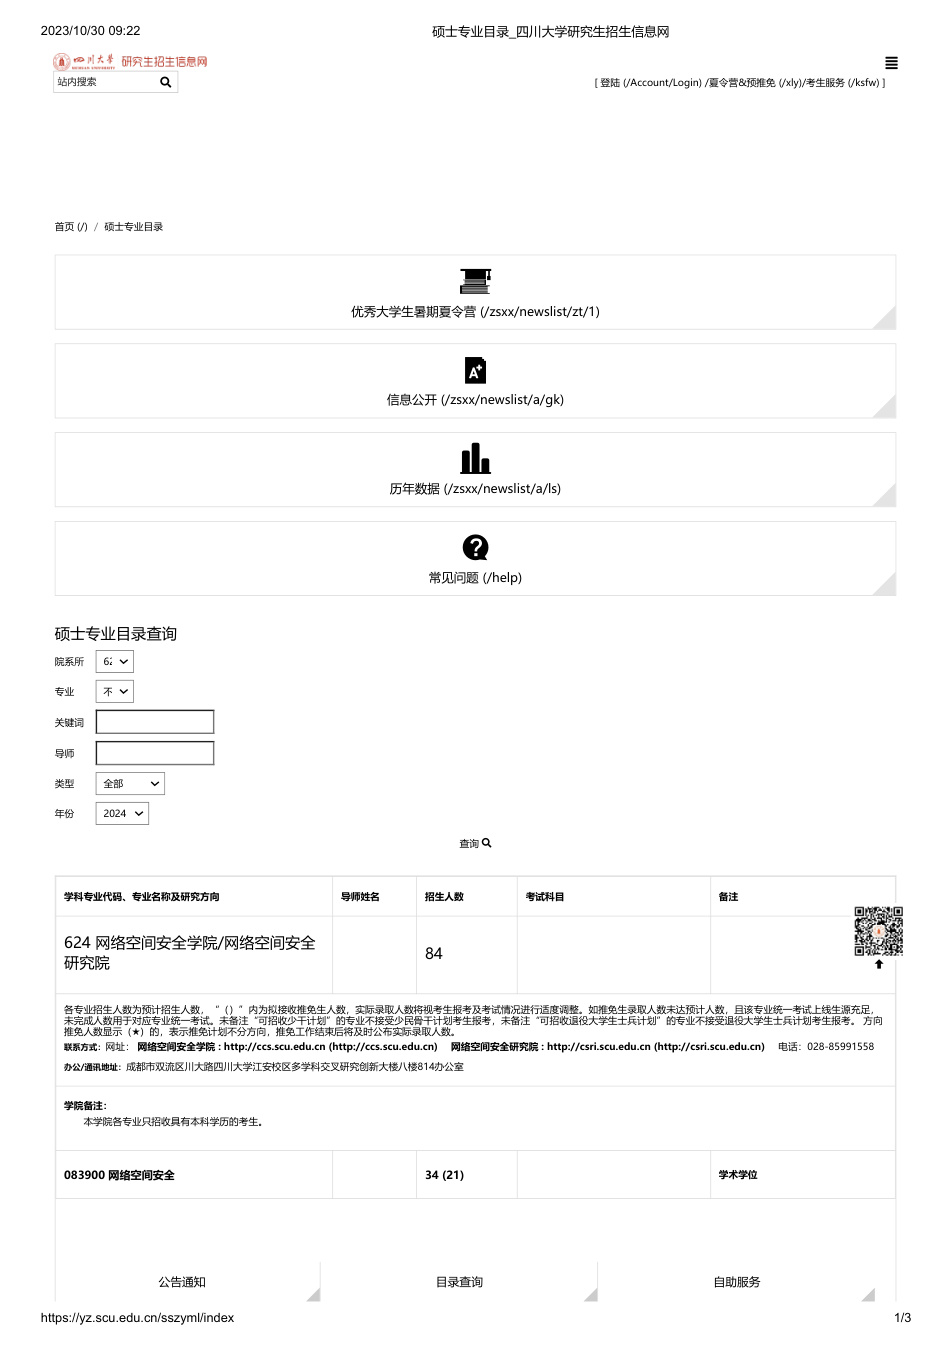 2023/10/30 09:22
硕士专业目录_四川大学研究生招生信息网
四川大学 研究生招生信息网
站内搜索
[ 登陆 (/Account/Login) /夏令营&预推免 (/xly)/考生服务 (/ksfw) ]
首页 (/) / 硕士专业目录
优秀大学生暑期夏令营 (/zsxx/newslist/zt/1)
信息公开 (/zsxx/newslist/a/gk)
历年数据 (/zsxx/newslist/a/ls)
常见问题 (/help)
硕士专业目录查询
院系所 62
专业 不
关键词
导师
类型 全部
年份 2024
查询
学科专业代码、专业名称及研究方向 导师姓名 招生人数 考试科目 备注
624 网络空间安全学院/网络空间安全
研究院
84
各专业招生人数为预计招生人数，“（）”内为拟接收推免生人数，实际录取人数将视考生报考及考试情况进行适度调整。如推免生录取人数未达预计人数，且该专业统一考试上线生源充足，
未完成人数用于对应专业统一考试。未备注“可招收少干计划”的专业不接受少民骨干计划考生报考，未备注“可招收退役大学生士兵计划”的专业不接受退役大学生士兵计划考生报考。 方向
推免人数显示（★）的，表示推免计划不分方向，推免工作结束后将及时公布实际录取人数。
联系方式：网址： 网络空间安全学院：http://ccs.scu.edu.cn (http://ccs.scu.edu.cn) 网络空间安全研究院：http://csri.scu.edu.cn (http://csri.scu.edu.cn) 电话：028-85991558
办公/通讯地址：成都市双流区川大路四川大学江安校区多学科交叉研究创新大楼八楼814办公室
学院备注：
本学院各专业只招收具有本科学历的考生。
083900 网络空间安全 34 (21) 学术学位
公告通知 目录查询 自助服务
https://yz.scu.edu.cn/sszyml/index
1/3